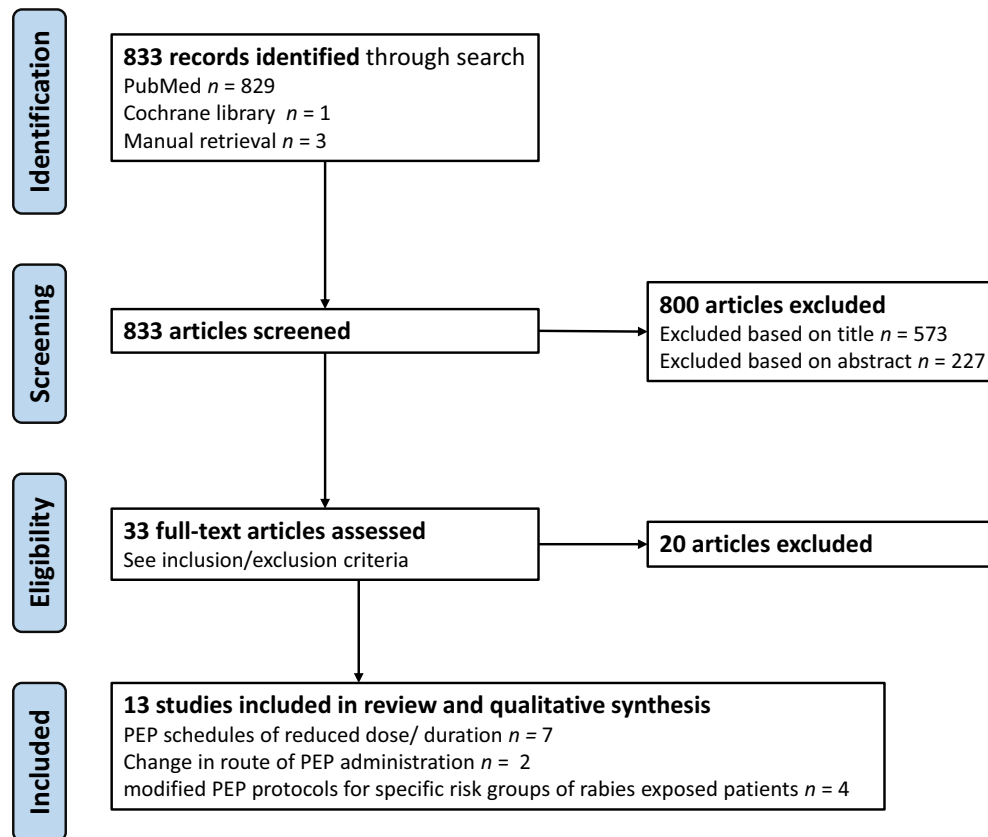 Identification
833 records identified through search
PubMed n = 829
Cochrane library n = 1
Manual retrieval n = 3
Screening
833 articles screened
800 articles excluded
Excluded based on title n = 573
Excluded based on abstract n = 227
Eligibility
33 full-text articles assessed
See inclusion/exclusion criteria
20 articles excluded
Included
13 studies included in review and qualitative synthesis
PEP schedules of reduced dose/ duration n = 7
Change in route of PEP administration n = 2
modified PEP protocols for specific risk groups of rabies exposed patients n = 4